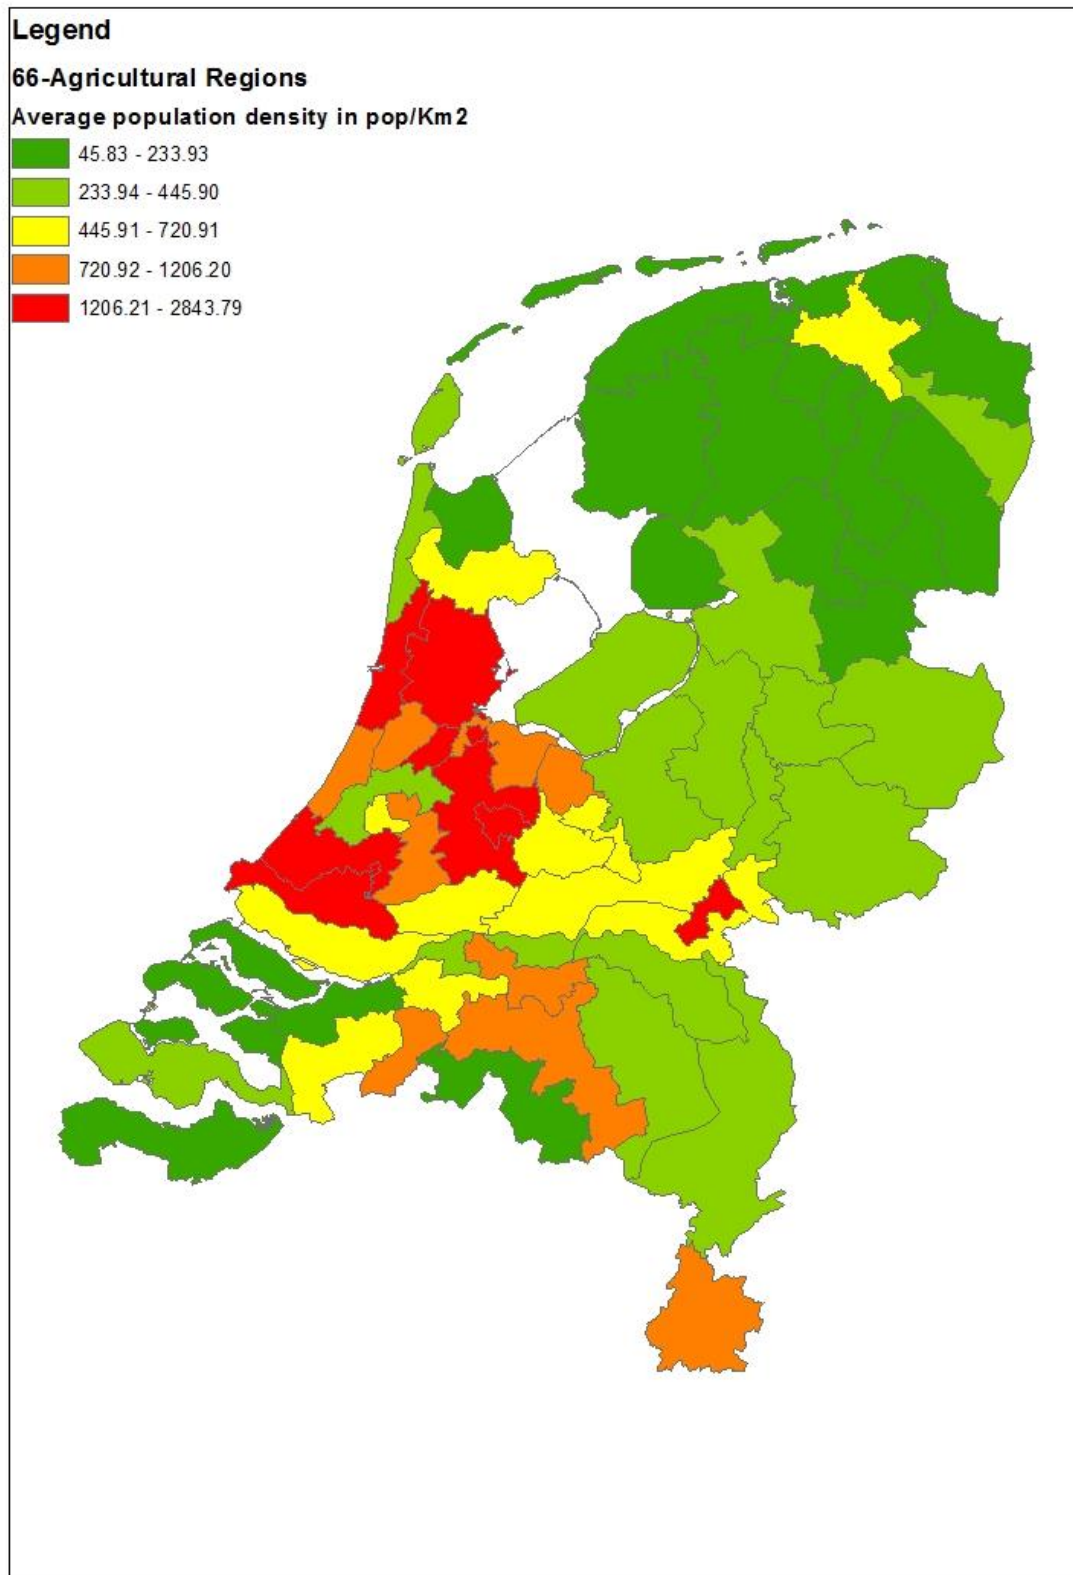 Legend
66-Agricultural Regions
Average population density in pop/Km2
45.83 - 233.93
233.94 - 445.90
445.91 - 720.91
720.92 - 1206.20
1206.21 - 2843.79